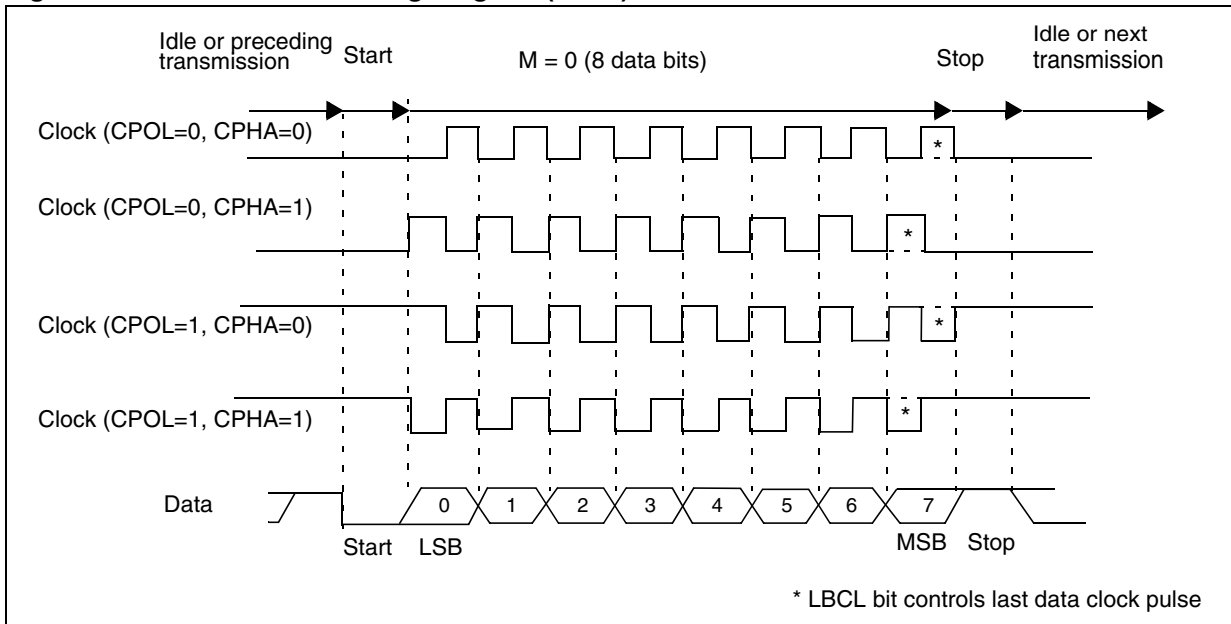 Idle or preceding
transmission
Start
M = 0 (8 data bits)
Stop
Idle or next
transmission
Clock (CPOL=0, CPHA=0)
*
Clock (CPOL=0, CPHA=1)
*
Clock (CPOL=1, CPHA=0)
*
Clock (CPOL=1, CPHA=1)
*
Data
0 1 2 3 4 5 6 7
Start LSB MSB Stop
* LBCL bit controls last data clock pulse